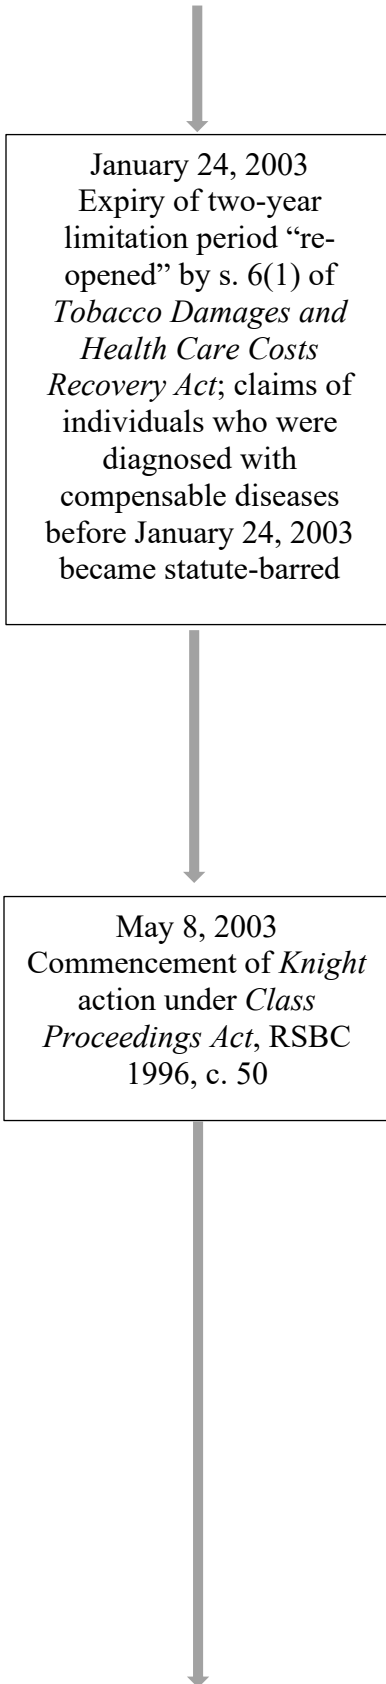 January 24, 2003
Expiry of two-year
limitation period “re-
opened” by s. 6(1) of
Tobacco Damages and
Health Care Costs
Recovery Act; claims of
individuals who were
diagnosed with
compensable diseases
before January 24, 2003
became statute-barred
May 8, 2003
Commencement of Knight
action under Class
Proceedings Act, RSBC
1996, c. 50